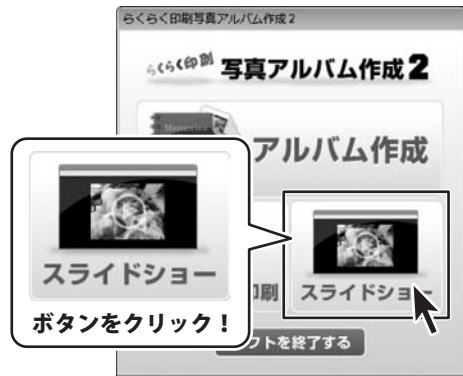 らくらく印刷写真アルバム作成2
らくらく印刷 写真アルバム作成2
Memories
アルバム作成
スライドショー
ボタンをクリック！
印刷
スライドショー
フトを終了する